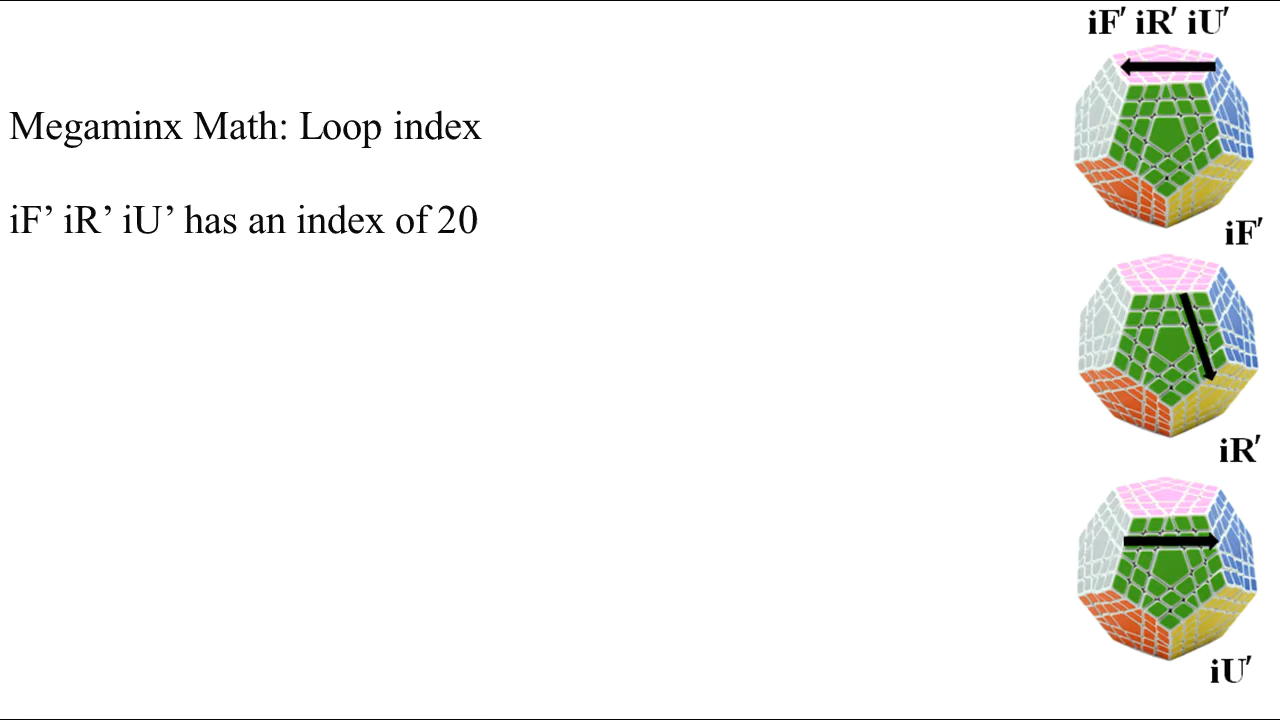 iF′ iR′ iU′
Megaminx Math: Loop index
iF’ iR’ iU’ has an index of 20
iF′
iR′
iU′